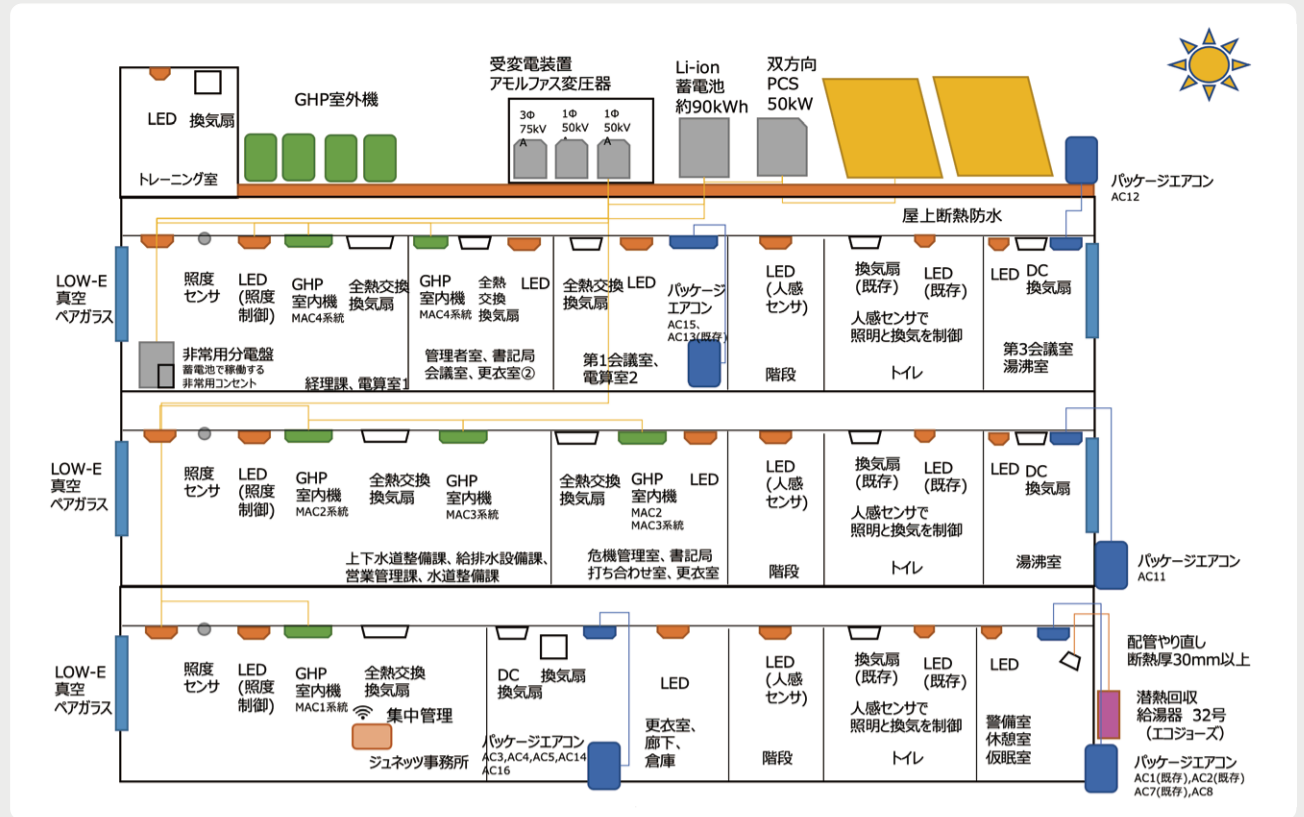 受変電装置
アモルファス変圧器
Li-ion
蓄電池
約90kWh
双方向
PCS
50kW
GHP室外機
3Φ
75kV
A
1Φ
50kV
A
1Φ
50kV
A
LED
換気扇
トレーニング室
パッケージエアコン
AC12
屋上断熱防水
LOW-E
真空
ペアガラス
照度
センサ
LED
(照度
制御)
GHP
室内機
MAC4系統
全熱交換
換気扇
GHP
室内機
MAC4系統
全熱
交換
換気扇
LED
全熱交換
換気扇
LED
パッケージ
エアコン
AC15、
AC13(既存)
LED
(人感
センサ)
換気扇
(既存)
LED
(既存)
人感センサで
照明と換気を制御
LED
DC
換気扇
非常用分電盤
蓄電池で稼働する
非常用コンセント
経理課、電算室1
管理者室、書記局
会議室、更衣室②
第1会議室、
電算室2
階段
トイレ
第3会議室
湯沸室
LOW-E
真空
ペアガラス
照度
センサ
LED
(照度
制御)
GHP
室内機
MAC2系統
全熱交換
換気扇
GHP
室内機
MAC3系統
全熱交換
換気扇
GHP
室内機
MAC2
MAC3系統
LED
LED
(人感
センサ)
換気扇
(既存)
LED
(既存)
人感センサで
照明と換気を制御
LED
DC
換気扇
上下水道整備課、給排水設備課、
営業管理課、水道整備課
危機管理室、書記局
打ち合わせ室、更衣室
階段
トイレ
湯沸室
パッケージエアコン
AC11
LOW-E
真空
ペアガラス
照度
センサ
LED
(照度
制御)
GHP
室内機
MAC1系統
全熱交換
換気扇
集中管理
ジュネッツ事務所
DC
換気扇
換気扇
パッケージエアコン
AC3,AC4,AC5,AC14
AC16
LED
更衣室、
廊下、
倉庫
LED
(人感
センサ)
階段
換気扇
(既存)
LED
(既存)
人感センサで
照明と換気を制御
トイレ
LED
警備室
休憩室
仮眠室
配管やり直し
断熱厚30mm以上
潜熱回収
給湯器 32号
(エコジョーズ)
パッケージエアコン
AC1(既存),AC2(既存)
AC7(既存),AC8